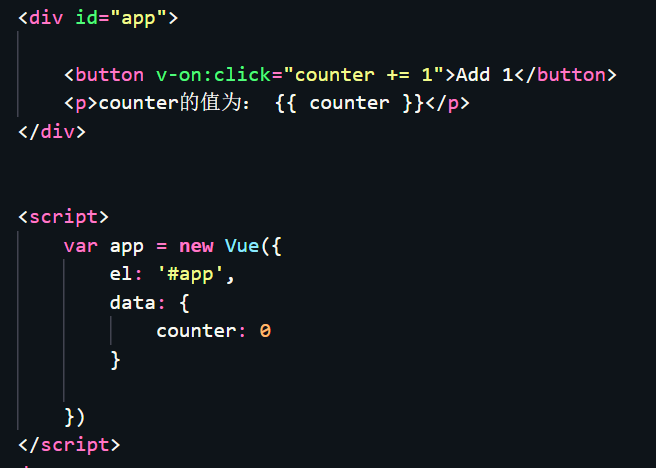 <div id="app">
<button v-on:click="counter += 1">Add 1</button>
<p>counter的值为： {{ counter }}</p>
</div>
<script>
var app = new Vue({
el: '#app',
data: {
counter: 0
}
})
</script>